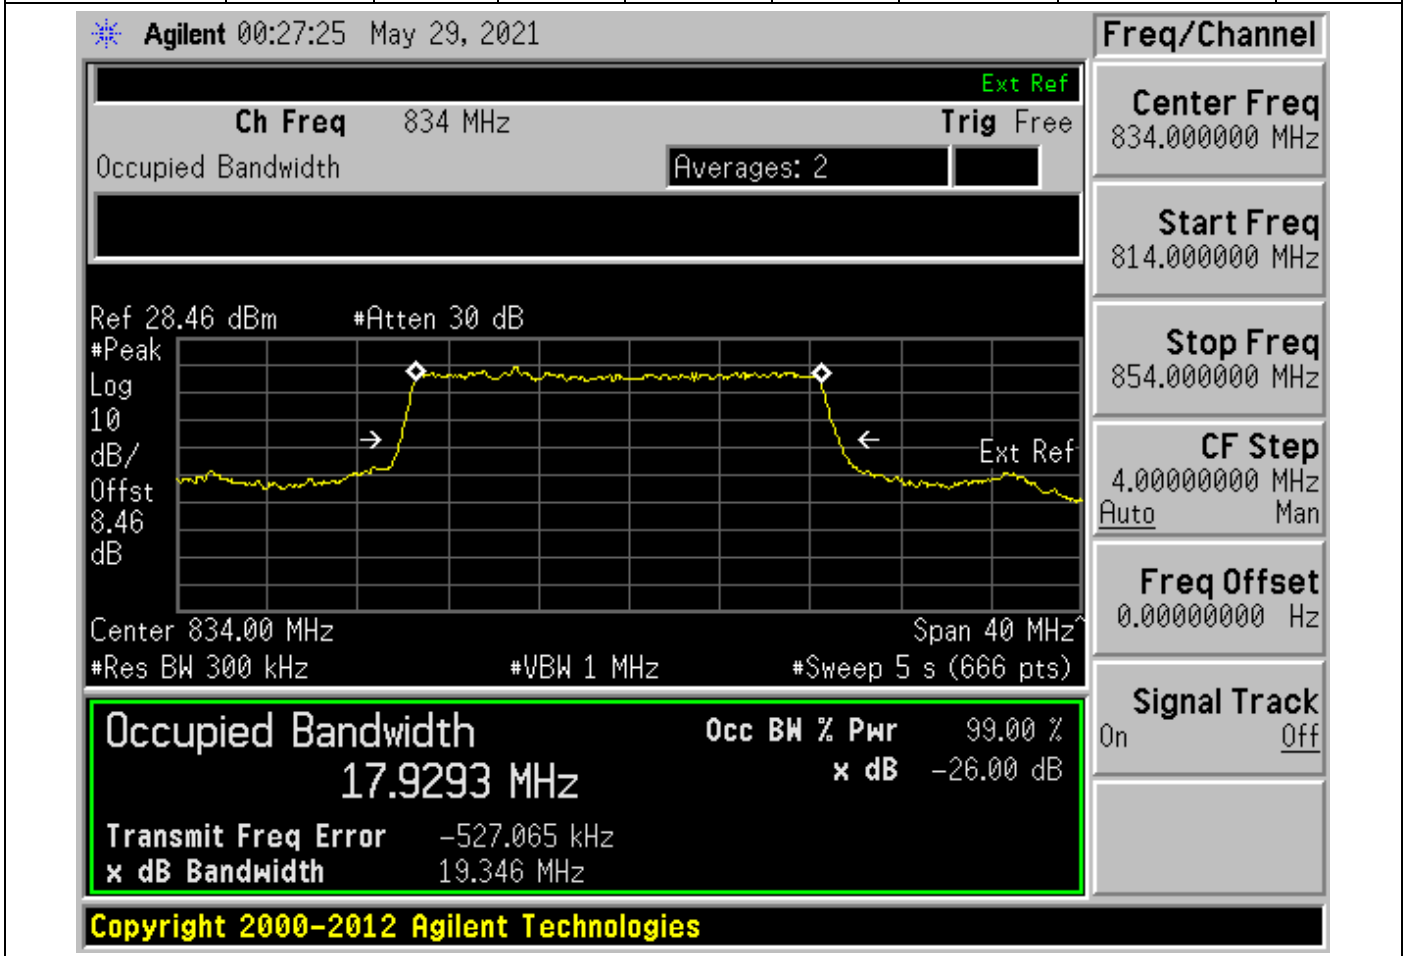 Agilent 00:27:25 May 29, 2021
Freq/Channel
Ext Ref
Ch Freq 834 MHz Trig Free
Occupied Bandwidth Averages: 2
Center Freq
834.000000 MHz
Start Freq
814.000000 MHz
Stop Freq
854.000000 MHz
CF Step
4.00000000 MHz
Auto Man
Freq Offset
0.00000000 Hz
Signal Track
On Off
Ref 28.46 dBm #Atten 30 dB
#Peak
Log
10
dB/
Offst
8.46
dB
Ext Ref
Center 834.00 MHz Span 40 MHz^
#Res BW 300 kHz #VBW 1 MHz #Sweep 5 s (666 pts)
Occupied Bandwidth Occ BW % Pwr 99.00 %
17.9293 MHz x dB -26.00 dB
Transmit Freq Error -527.065 kHz
x dB Bandwidth 19.346 MHz
Copyright 2000-2012 Agilent Technologies